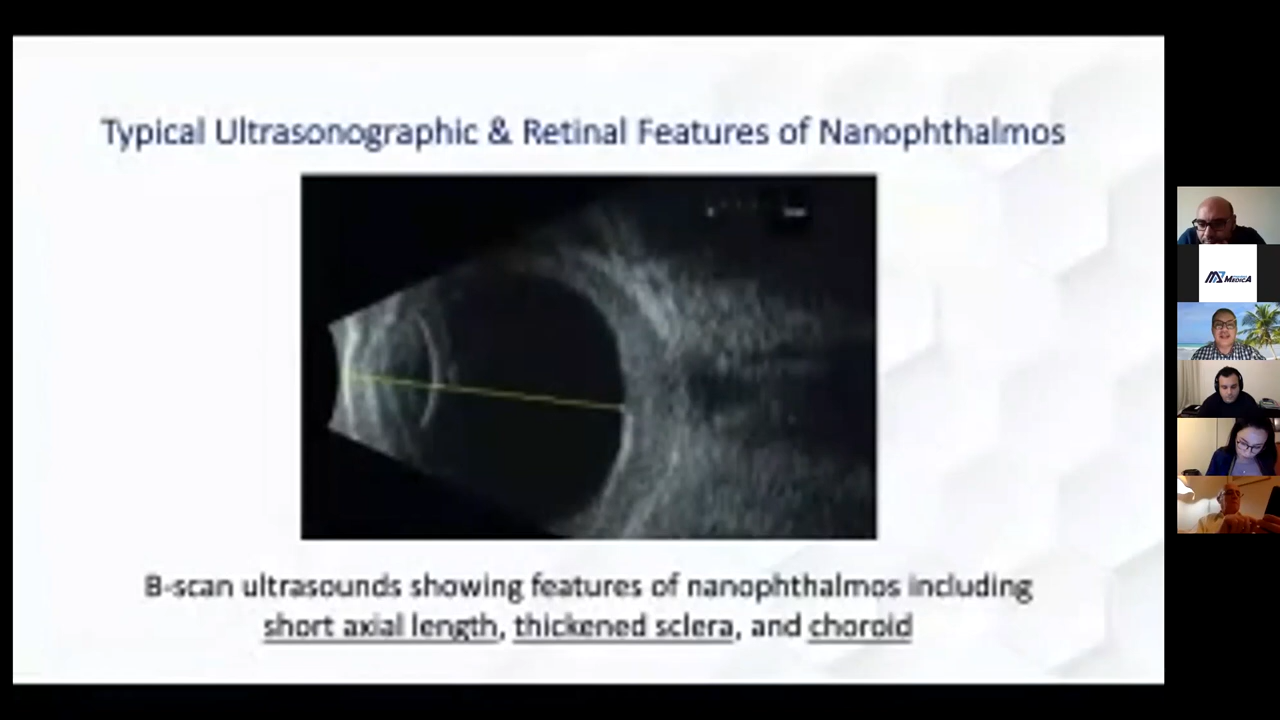 Typical Ultrasonographic & Retinal Features of Nanophthalmos
B-scan ultrasounds showing features of nanophthalmos including
short axial length, thickened sclera, and choroid
MEDICA